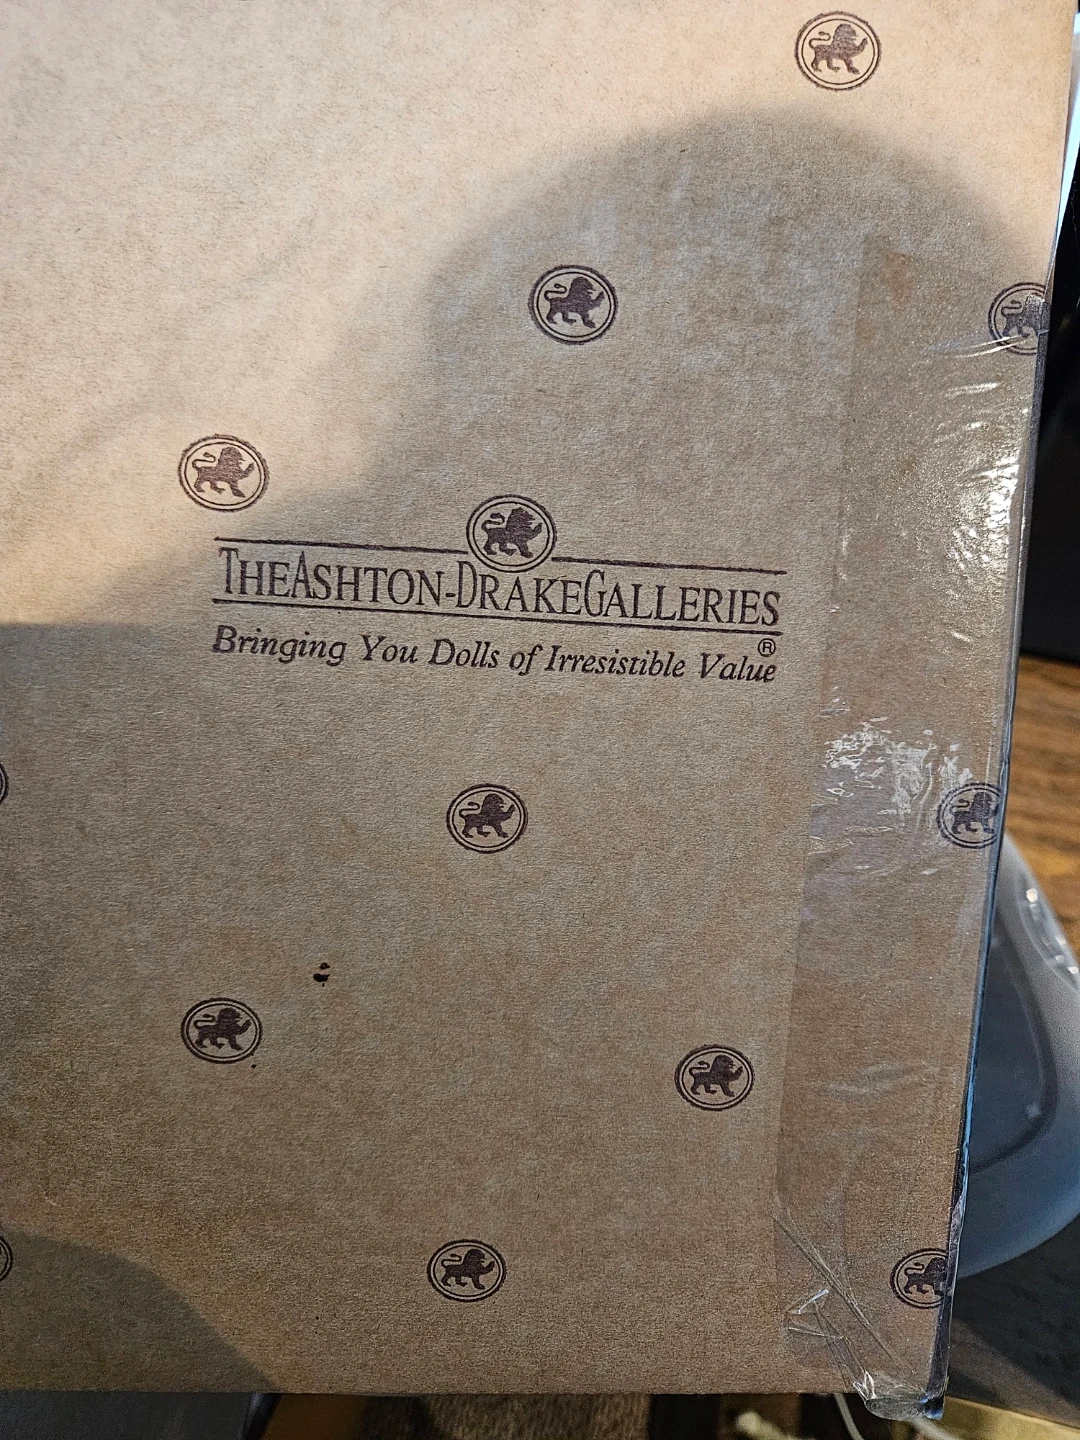 THEASHTON-DRAKEGALLERIES
®
Bringing You Dolls of Irresistible Value